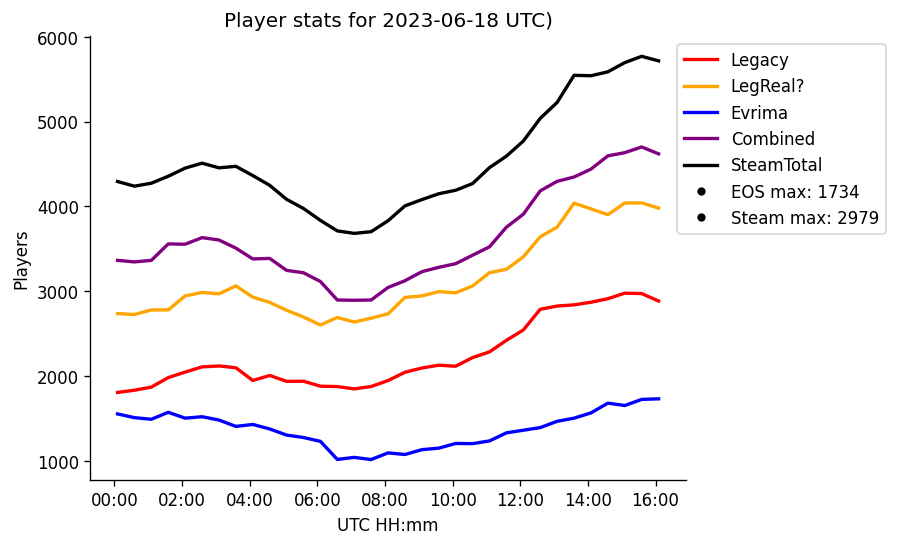 Player stats for 2023-06-18 UTC)
6000
5000
4000
3000
2000
1000
Players
00:00 02:00 04:00 06:00 08:00 10:00 12:00 14:00 16:00
UTC HH:mm
Legacy
LegReal?
Evrima
Combined
SteamTotal
EOS max: 1734
Steam max: 2979